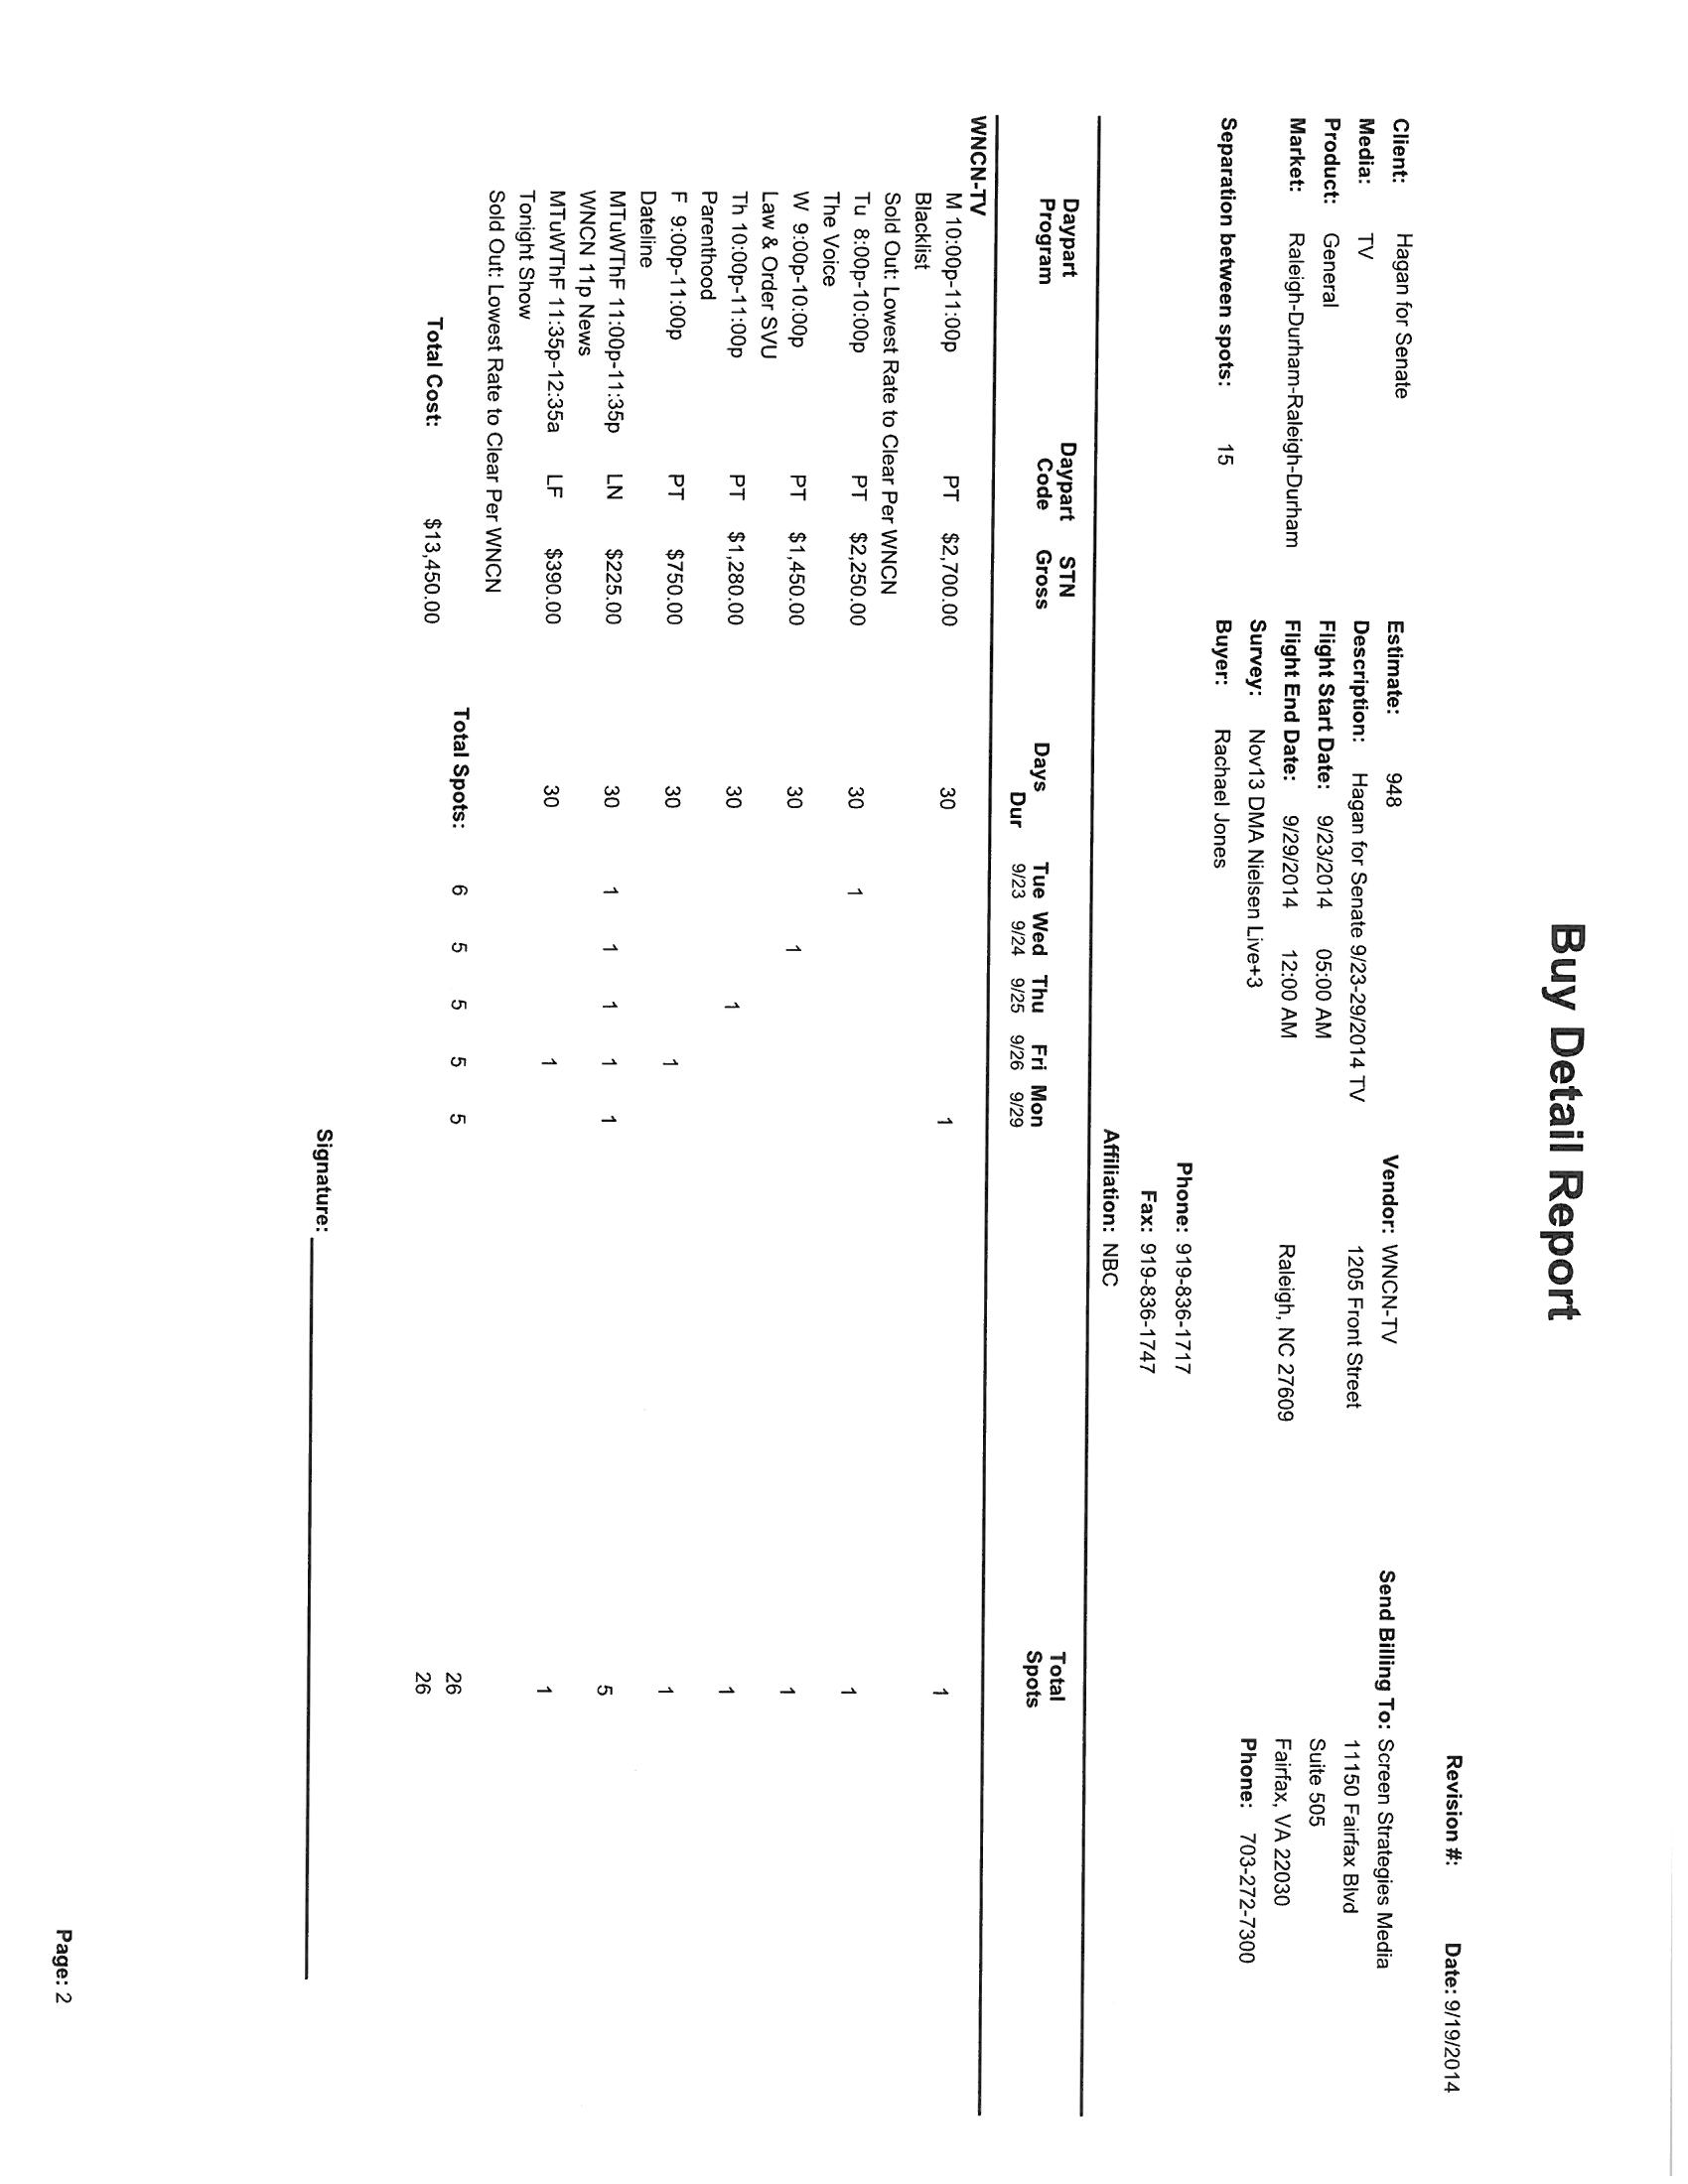 Buy Detail Report
Revision #: Date: 9/19/2014
Client: Hagan for Senate
Media: TV
Product: General
Market: Raleigh-Durham-Raleigh-Durham
Separation between spots: 15
Estimate: 948
Description: Hagan for Senate 9/23-29/2014 TV
Flight Start Date: 9/23/2014 05:00 AM
Flight End Date: 9/29/2014 12:00 AM
Survey: Nov13 DMA Nielsen Live+3
Buyer: Rachael Jones
Vendor: WNCN-TV
1205 Front Street
Raleigh, NC 27609
Phone: 919-836-1717
Fax: 919-836-1747
Affiliation: NBC
Send Billing To: Screen Strategies Media
11150 Fairfax Blvd
Suite 505
Fairfax, VA 22030
Phone: 703-272-7300
Daypart Daypart STN Days Tue Wed Thu Fri Mon Total
Program Code Gross Dur 9/23 9/24 9/25 9/26 9/29 Spots
WNCN-TV
M 10:00p-11:00p PT $2,700.00 30 1 1
Blacklist
Sold Out: Lowest Rate to Clear Per WNCN
Tu 8:00p-10:00p PT $2,250.00 30 1 1
The Voice
W 9:00p-10:00p PT $1,450.00 30 1 1
Law & Order SVU
Th 10:00p-11:00p PT $1,280.00 30 1 1
Parenthood
F 9:00p-11:00p PT $750.00 30 1 1
Dateline
MTuWThF 11:00p-11:35p LN $225.00 30 1 1 1 1 1 5
WNCN 11p News
MTuWThF 11:35p-12:35a LF $390.00 30 1 1
Tonight Show
Sold Out: Lowest Rate to Clear Per WNCN
Total Spots: 6 5 5 5 5 26
Total Cost: $13,450.00 26
Signature:
Page: 2